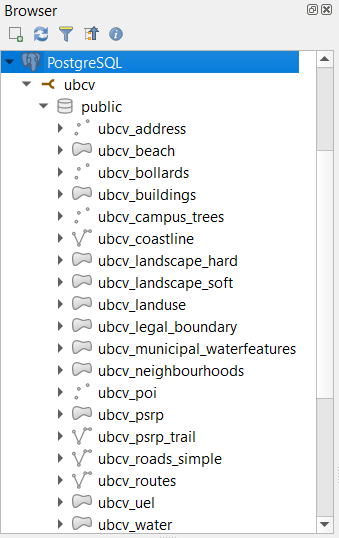 Browser
PostgreSQL
ubcv
public
ubcv_address
ubcv_beach
ubcv_bollards
ubcv_buildings
ubcv_campus_trees
ubcv_coastline
ubcv_landscape_hard
ubcv_landscape_soft
ubcv_landuse
ubcv_legal_boundary
ubcv_municipal_waterfeatures
ubcv_neighbourhoods
ubcv_poi
ubcv_psrp
ubcv_psrp_trail
ubcv_roads_simple
ubcv_routes
ubcv_uel
ubcv_water